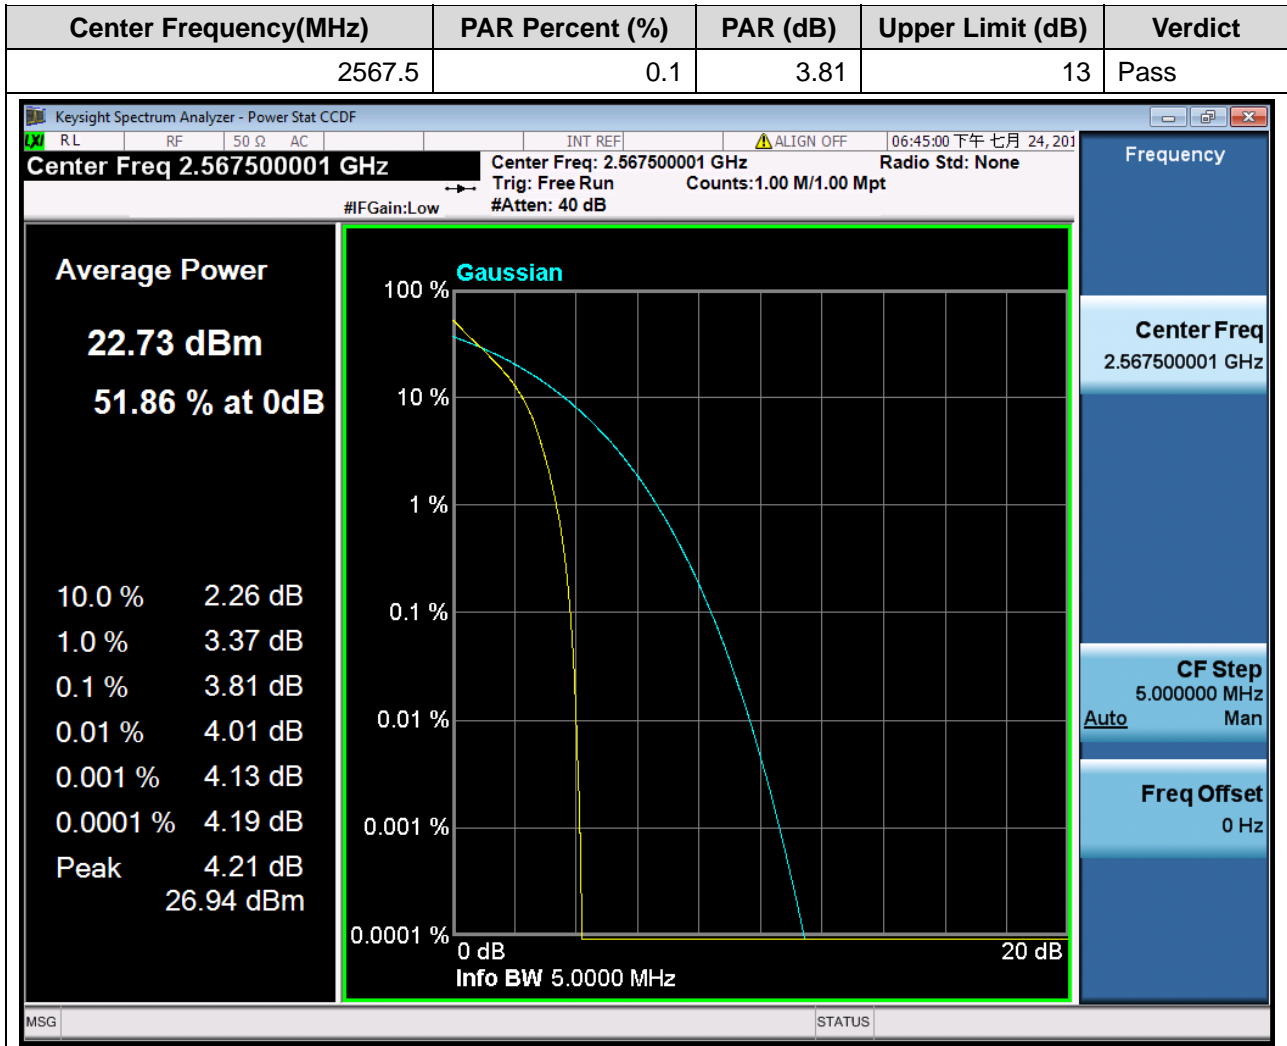 Center Frequency(MHz) PAR Percent (%) PAR (dB) Upper Limit (dB) Verdict
2567.5 0.1 3.81 13 Pass
Keysight Spectrum Analyzer - Power Stat CCDF
LXI RL RF 50 Ω AC INT REF ALIGN OFF 06:45:00 下午 七月 24, 201
Center Freq 2.567500001 GHz
Center Freq: 2.567500001 GHz Radio Std: None
Trig: Free Run Counts:1.00 M/1.00 Mpt
#IFGain:Low #Atten: 40 dB
Average Power
22.73 dBm
51.86 % at 0dB
10.0 % 2.26 dB
1.0 % 3.37 dB
0.1 % 3.81 dB
0.01 % 4.01 dB
0.001 % 4.13 dB
0.0001 % 4.19 dB
Peak 4.21 dB
26.94 dBm
Gaussian
100 %
10 %
1 %
0.1 %
0.01 %
0.001 %
0.0001 %
0 dB 20 dB
Info BW 5.0000 MHz
Frequency
Center Freq
2.567500001 GHz
CF Step
5.000000 MHz
Auto Man
Freq Offset
0 Hz
MSG STATUS